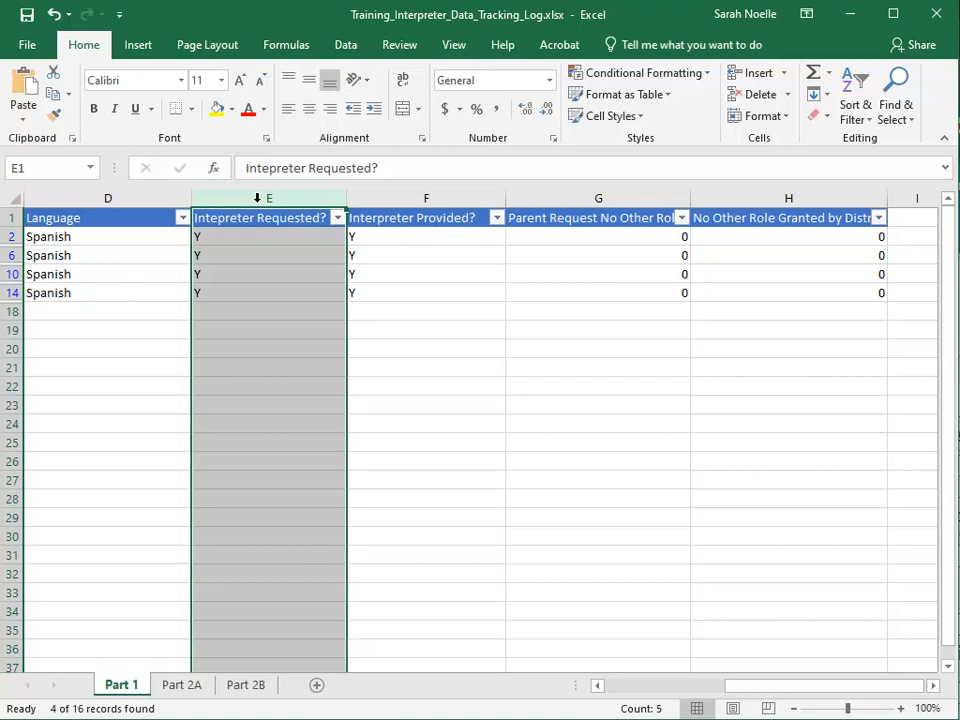 Training_Interpreter_Data_Tracking_Log.xlsx - Excel
Sarah Noelle
File Home Insert Page Layout Formulas Data Review View Help Acrobat Tell me what you want to do Share
Paste
Calibri 11
B I U
General
$ % ,
Conditional Formatting
Format as Table
Cell Styles
Insert
Delete
Format
Sort & Filter
Find & Select
Clipboard Font Alignment Number Styles Cells Editing
E1 fx Intepreter Requested?
D E F G H I
1 Language Intepreter Requested? Interpreter Provided? Parent Request No Other Rol No Other Role Granted by Distr
2 Spanish Y Y 0 0
6 Spanish Y Y 0 0
10 Spanish Y Y 0 0
14 Spanish Y Y 0 0
18
19
20
21
22
23
24
25
26
27
28
29
30
31
32
33
34
35
36
37
Part 1 Part 2A Part 2B
Ready 4 of 16 records found Count: 5 100%